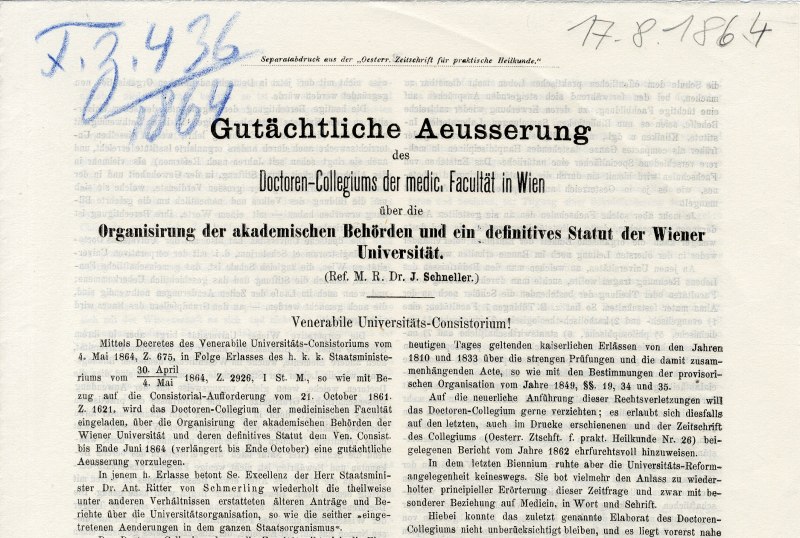 F. Z. 436
1864
17.8.1864
Separatabdruck aus der „Oesterr. Zeitschrift für praktische Heilkunde.“
Gutächtliche Aeusserung
des
Doctoren-Collegiums der medic. Facultät in Wien
über die
Organisirung der akademischen Behörden und ein definitives Statut der Wiener
Universität.
(Ref. M. R. Dr. J. Schneller.)
Venerabile Universitäts-Consistorium!
Mittels Decretes des Venerabile Universitäts-Consistoriums vom
4. Mai 1864, Z. 675, in Folge Erlasses des h. k. k. Staatsministe-
riums vom 30. April / 4. Mai 1864, Z. 2926, I St. M., so wie mit Be-
zug auf die Consistorial-Aufforderung vom 21. October 1861.
Z. 1621, wird das Doctoren-Collegium der medicinischen Facultät
eingeladen, über die Organisirung der akademischen Behörden der
Wiener Universität und deren definitives Statut dem Ven. Consist.
bis Ende Juni 1864 (verlängert bis Ende October) eine gutächtliche
Aeusserung vorzulegen.
In jenem h. Erlasse betont Se. Excellenz der Herr Staatsmini-
ster Dr. Ant. Ritter von Schmerling wiederholt die theilweise
unter anderen Verhältnissen erstatteten älteren Anträge und Be-
richte über die Universitätsorganisation, so wie die seither „einge-
tretenen Aenderungen in dem ganzen Staatsorganismus“.
heutigen Tages geltenden kaiserlichen Erlässen von den Jahren
1810 und 1833 über die strengen Prüfungen und die damit zusam-
menhängenden Acte, so wie mit den Bestimmungen der provisori-
schen Organisation vom Jahre 1849, §§. 19, 34 und 35.
Auf die neuerliche Anführung dieser Rechtsverletzungen will
das Doctoren-Collegium gerne verzichten; es erlaubt sich diesfalls
auf den letzten, auch im Drucke erschienenen und der Zeitschrift
des Collegiums (Oesterr. Ztschft. f. prakt. Heilkunde Nr. 26) bei-
gelegenen Bericht vom Jahre 1862 ehrfurchtsvoll hinzuweisen.
In dem letzten Biennium ruhte aber die Universitäts-Reform-
angelegenheit keineswegs. Sie bot vielmehr den Anlass zu wieder-
holter principieller Erörterung dieser Zeitfrage und zwar mit be-
sonderer Beziehung auf Medicin, in Wort und Schrift.
Hiebei konnte das zuletzt genannte Elaborat des Doctoren-
Collegiums nicht unberücksichtigt bleiben, und es liegt vorerst nahe